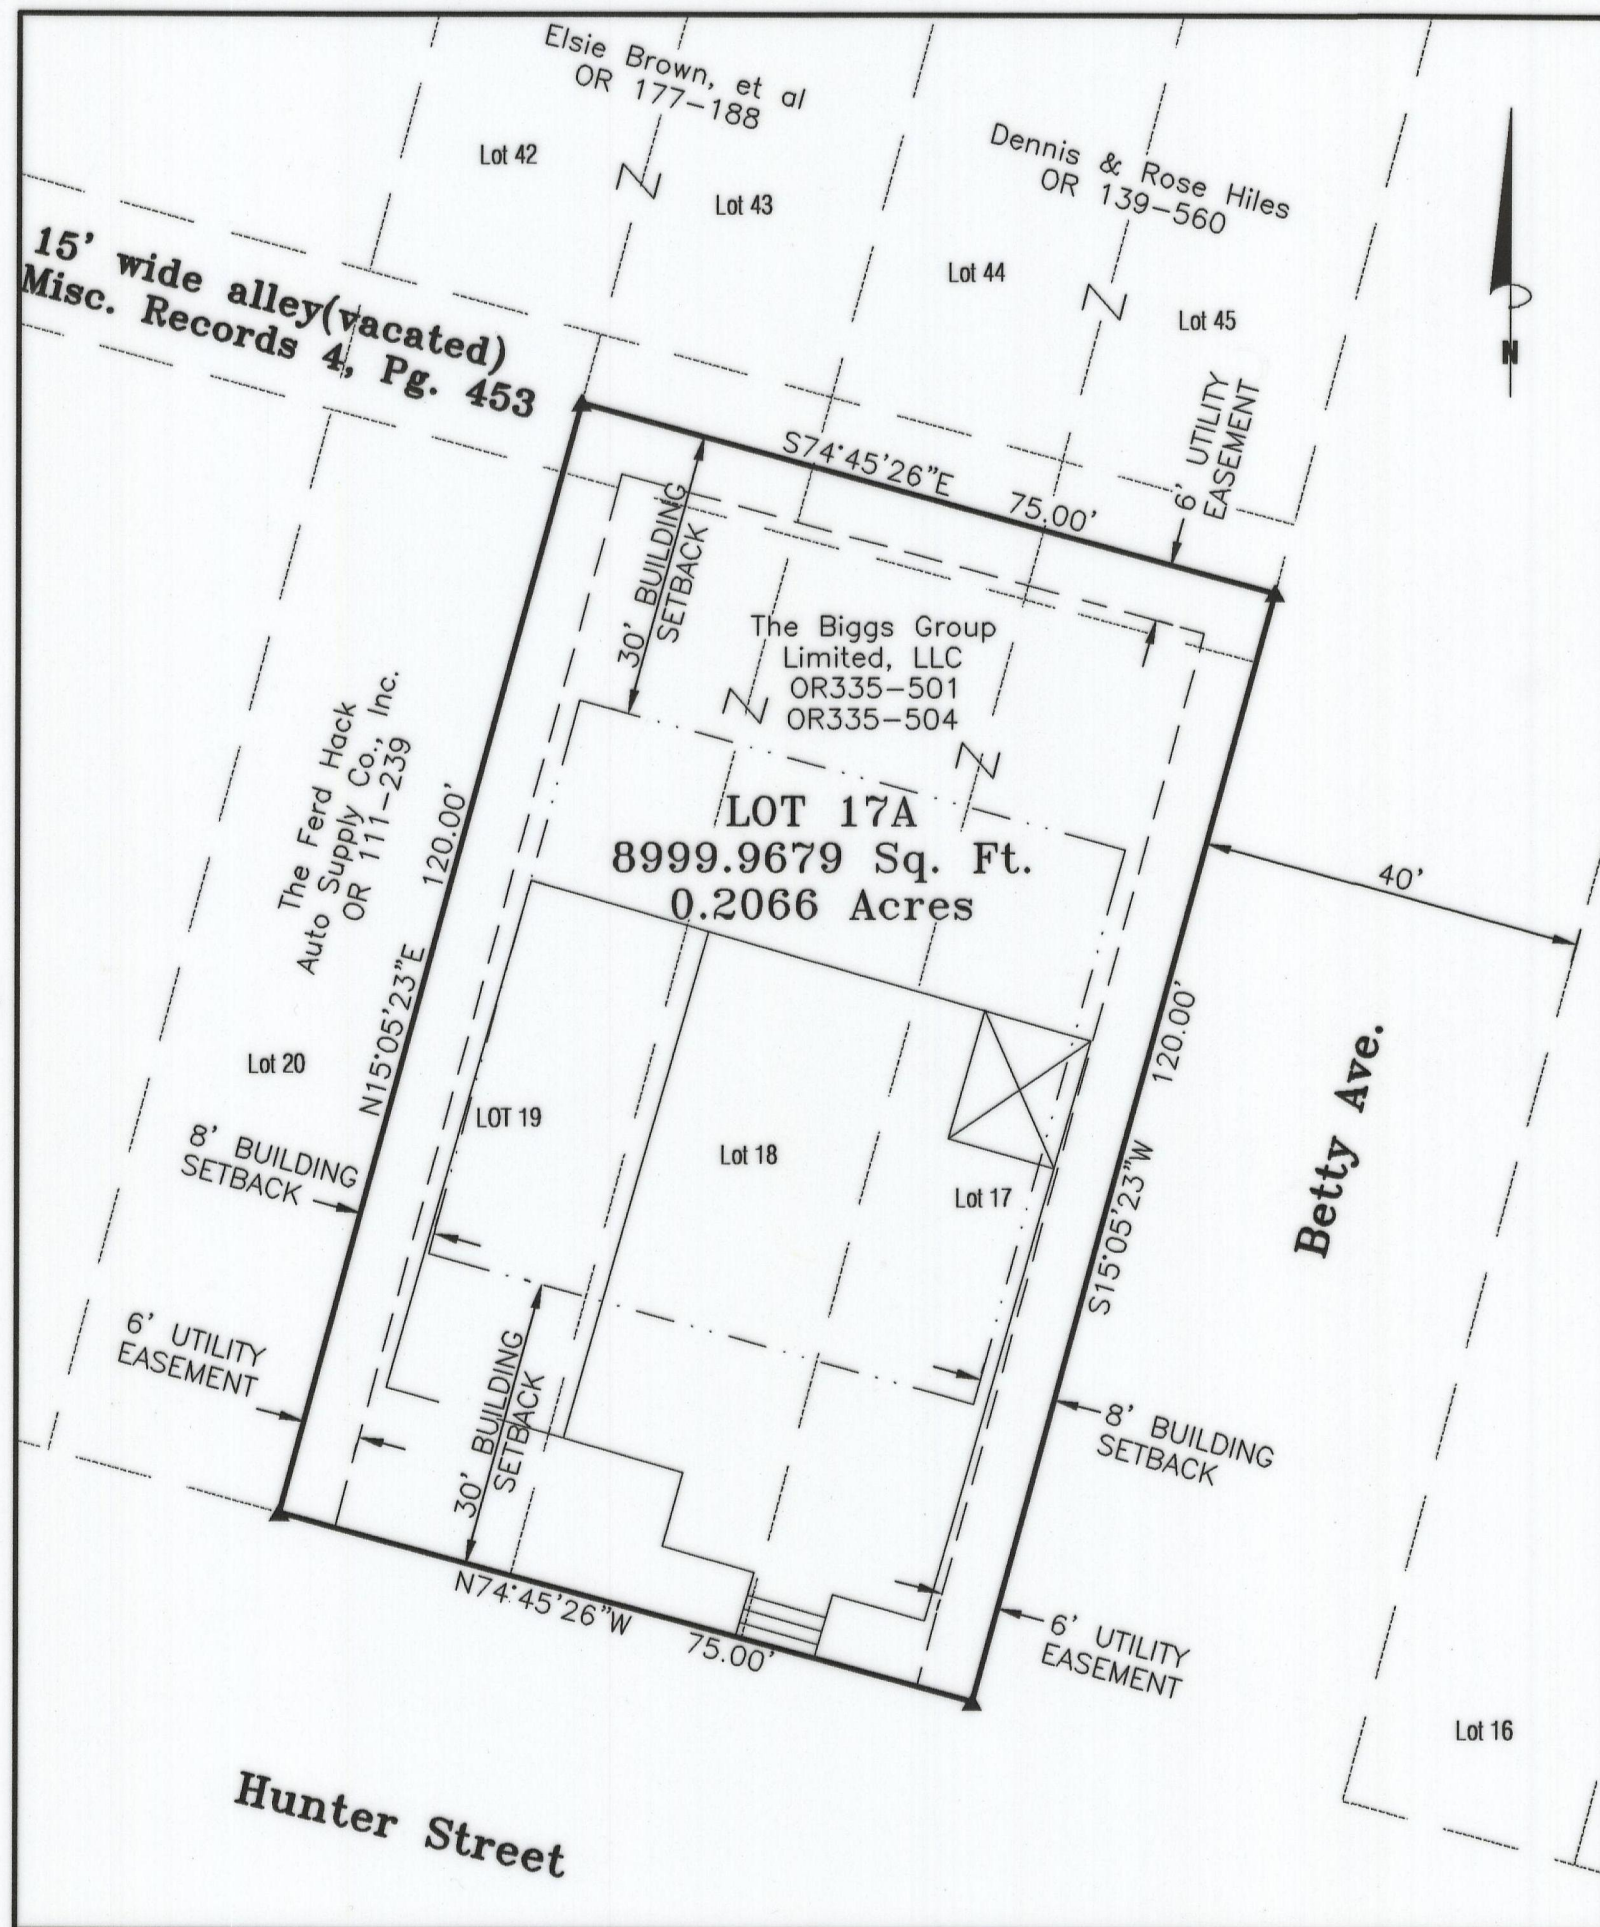 Elsie Brown, et al
OR 177-188
Lot 42
Lot 43
Dennis & Rose Hiles
OR 139-560
Lot 44
Lot 45
15' wide alley(vacated)
Misc. Records 4, Pg. 453
N
6' UTILITY
EASEMENT
S74°45'26"E
75.00'
30' BUILDING
SETBACK
The Biggs Group
Limited, LLC
OR335-501
OR335-504
LOT 17A
8999.9679 Sq. Ft.
0.2066 Acres
The Ferd Hack
Auto Supply Co., Inc.
OR 111-239
120.00'
N15°05'23"E
Lot 20
40'
Betty Ave.
120.00'
S15°05'23"W
LOT 19
Lot 18
Lot 17
8' BUILDING
SETBACK
6' UTILITY
EASEMENT
30' BUILDING
SETBACK
8' BUILDING
SETBACK
6' UTILITY
EASEMENT
N74°45'26"W
75.00'
Lot 16
Hunter Street